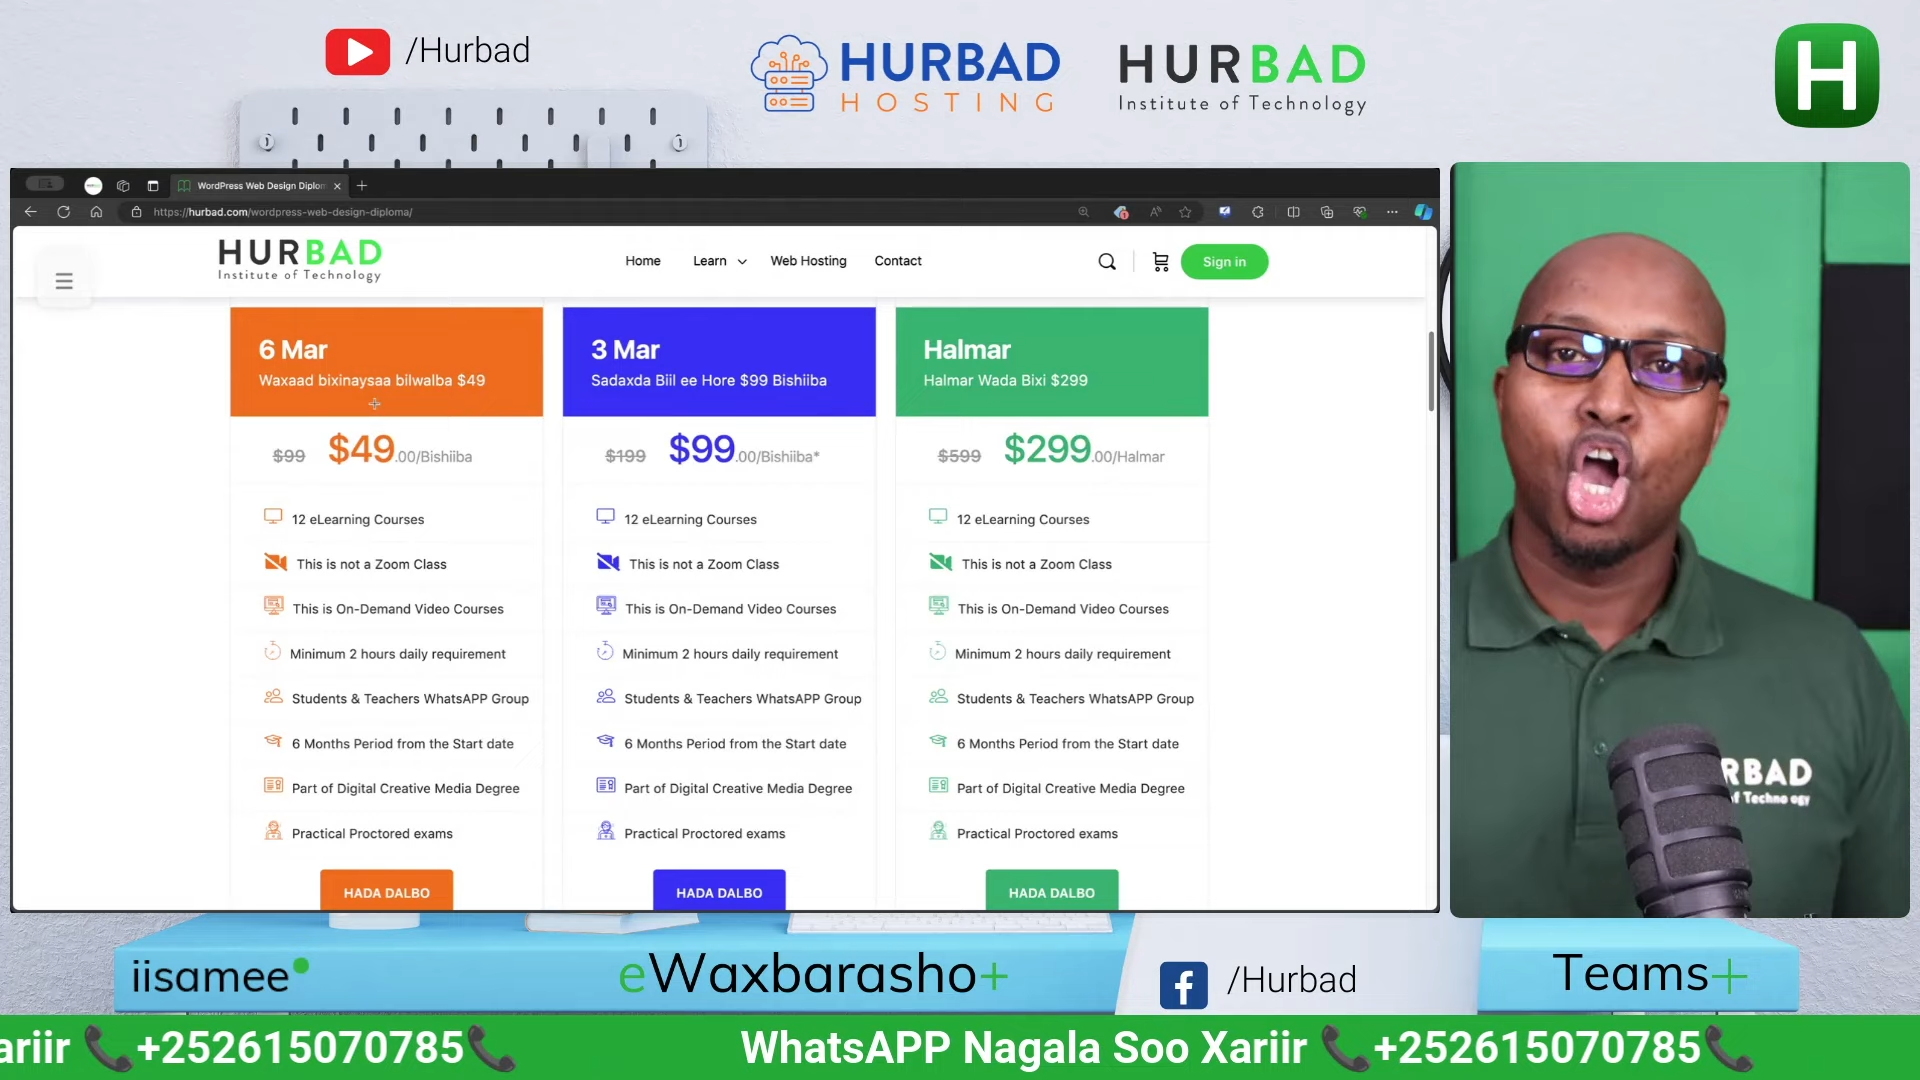 /Hurbad
HURBAD
HOSTING
HURBAD
Institute of Technology
H
WordPress Web Design Diplom
https://hurbad.com/wordpress-web-design-diploma/
HURBAD
Institute of Technology
Home
Learn
Web Hosting
Contact
Sign in
6 Mar
Waxaad bixinaysaa bilwalba $49
$99 $49.00/Bishiiba
12 eLearning Courses
This is not a Zoom Class
This is On-Demand Video Courses
Minimum 2 hours daily requirement
Students & Teachers WhatsAPP Group
6 Months Period from the Start date
Part of Digital Creative Media Degree
Practical Proctored exams
HADA DALBO
3 Mar
Sadaxda Biil ee Hore $99 Bishiiba
$199 $99.00/Bishiiba*
12 eLearning Courses
This is not a Zoom Class
This is On-Demand Video Courses
Minimum 2 hours daily requirement
Students & Teachers WhatsAPP Group
6 Months Period from the Start date
Part of Digital Creative Media Degree
Practical Proctored exams
HADA DALBO
Halmar
Halmar Wada Bixi $299
$599 $299.00/Halmar
12 eLearning Courses
This is not a Zoom Class
This is On-Demand Video Courses
Minimum 2 hours daily requirement
Students & Teachers WhatsAPP Group
6 Months Period from the Start date
Part of Digital Creative Media Degree
Practical Proctored exams
HADA DALBO
RBAD
of Technology
iisamee
eWaxbarasho+
/Hurbad
Teams+
ariir +252615070785 WhatsAPP Nagala Soo Xariir +252615070785